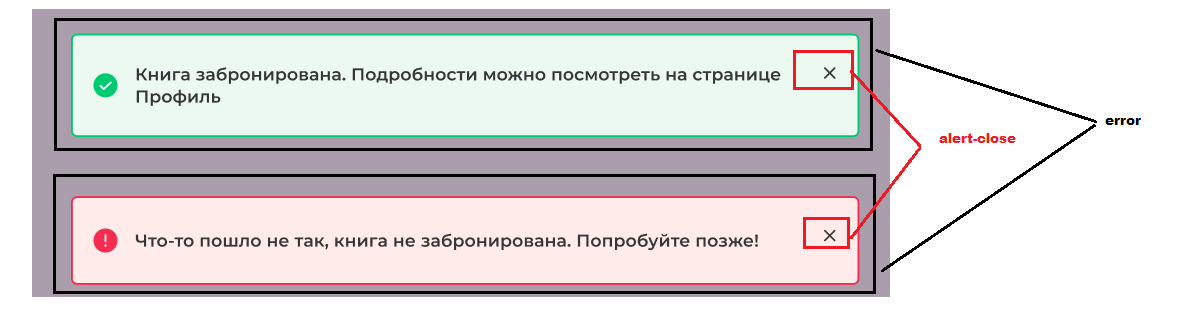 Книга забронирована. Подробности можно посмотреть на странице
Профиль
error
alert-close
Что-то пошло не так, книга не забронирована. Попробуйте позже!